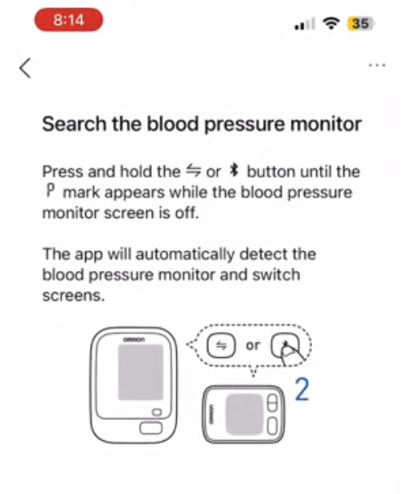 8:14
35
Search the blood pressure monitor
Press and hold the ⇋ or button until the
P mark appears while the blood pressure
monitor screen is off.
The app will automatically detect the
blood pressure monitor and switch
screens.
OMRON
or
OMRON
2